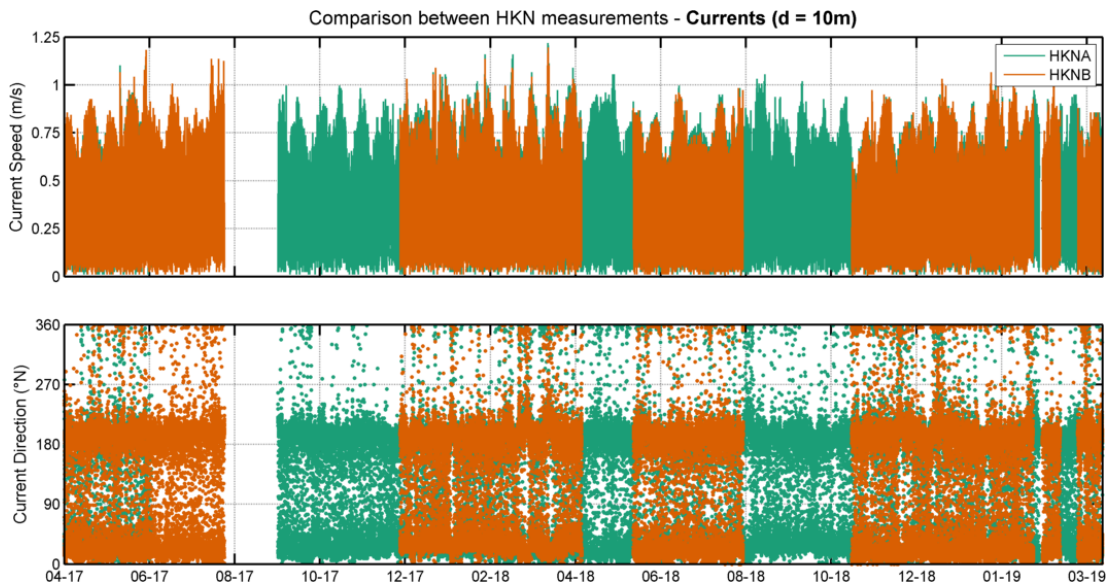 Comparison between HKN measurements - Currents (d = 10m)
1.25
1
0.75
0.5
0.25
0
Current Speed (m/s)
HKNA
HKNB
360
270
180
90
0
Current Direction (°N)
04-17 06-17 08-17 10-17 12-17 02-18 04-18 06-18 08-18 10-18 12-18 01-19 03-19